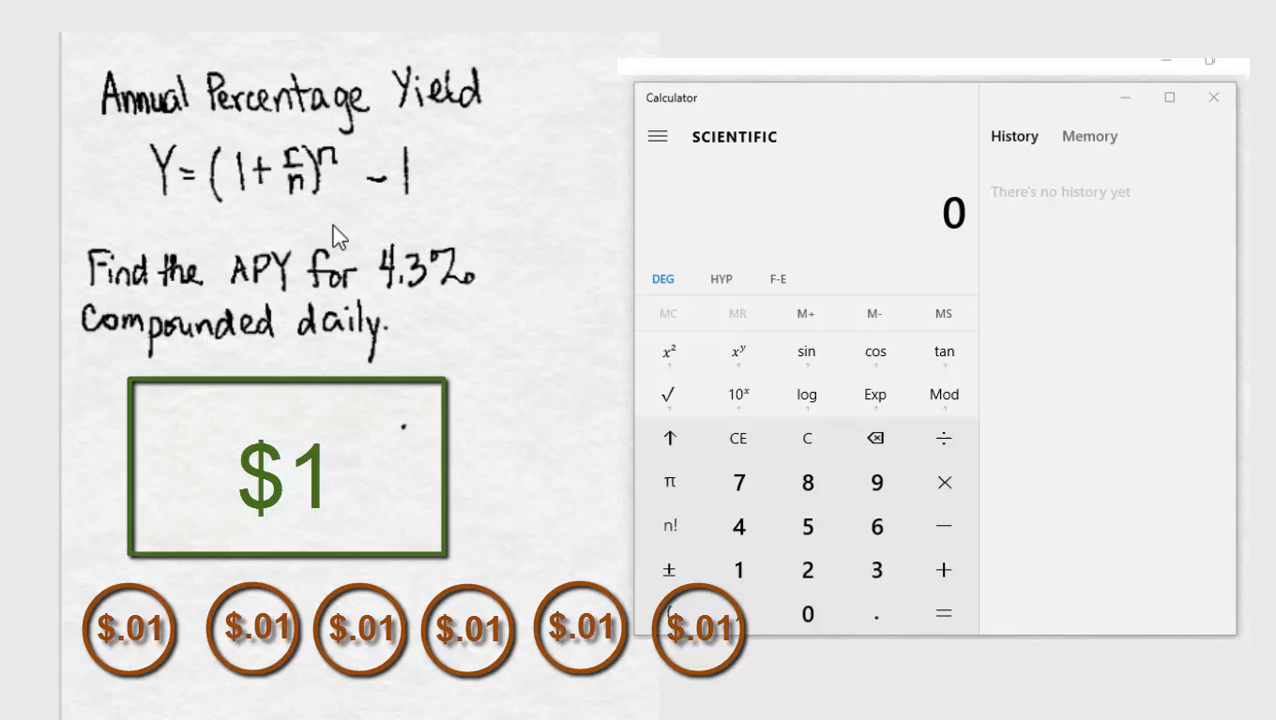 Annual Percentage Yield
Y = (1 + r/n)^n - 1
Find the APY for 4.3%
compounded daily.
$1
$.01 $.01 $.01 $.01 $.01 $.01
Calculator
SCIENTIFIC
0
DEG HYP F-E
MC MR M+ M- MS
x² xʸ sin cos tan
√ 10ˣ log Exp Mod
↑ CE C ⌫ ÷
π 7 8 9 ×
n! 4 5 6 −
± 1 2 3 +
( 0 . =
History Memory
There's no history yet